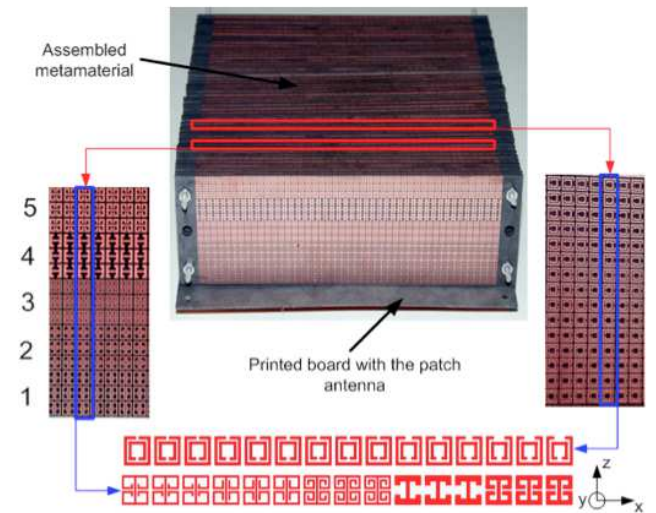 Assembled
metamaterial
5
4
3
2
1
Printed board with the patch
antenna
z
y
x